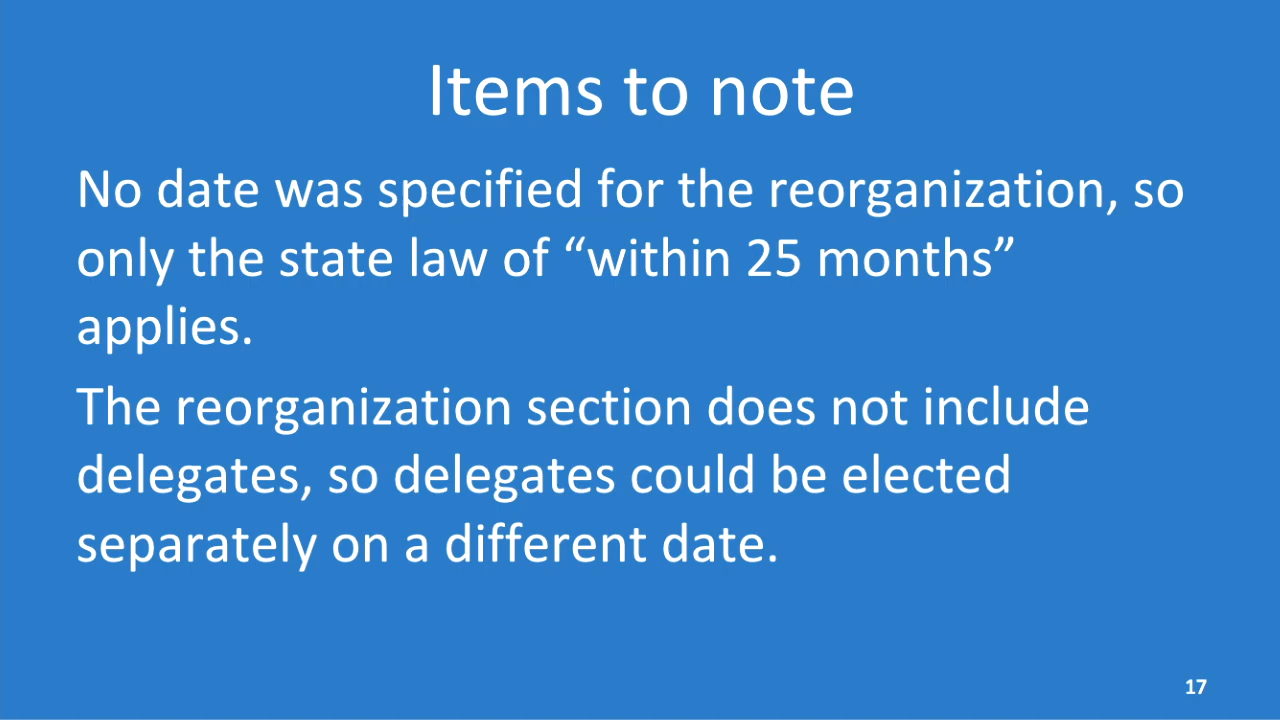 Items to note
No date was specified for the reorganization, so
only the state law of “within 25 months”
applies.
The reorganization section does not include
delegates, so delegates could be elected
separately on a different date.
17